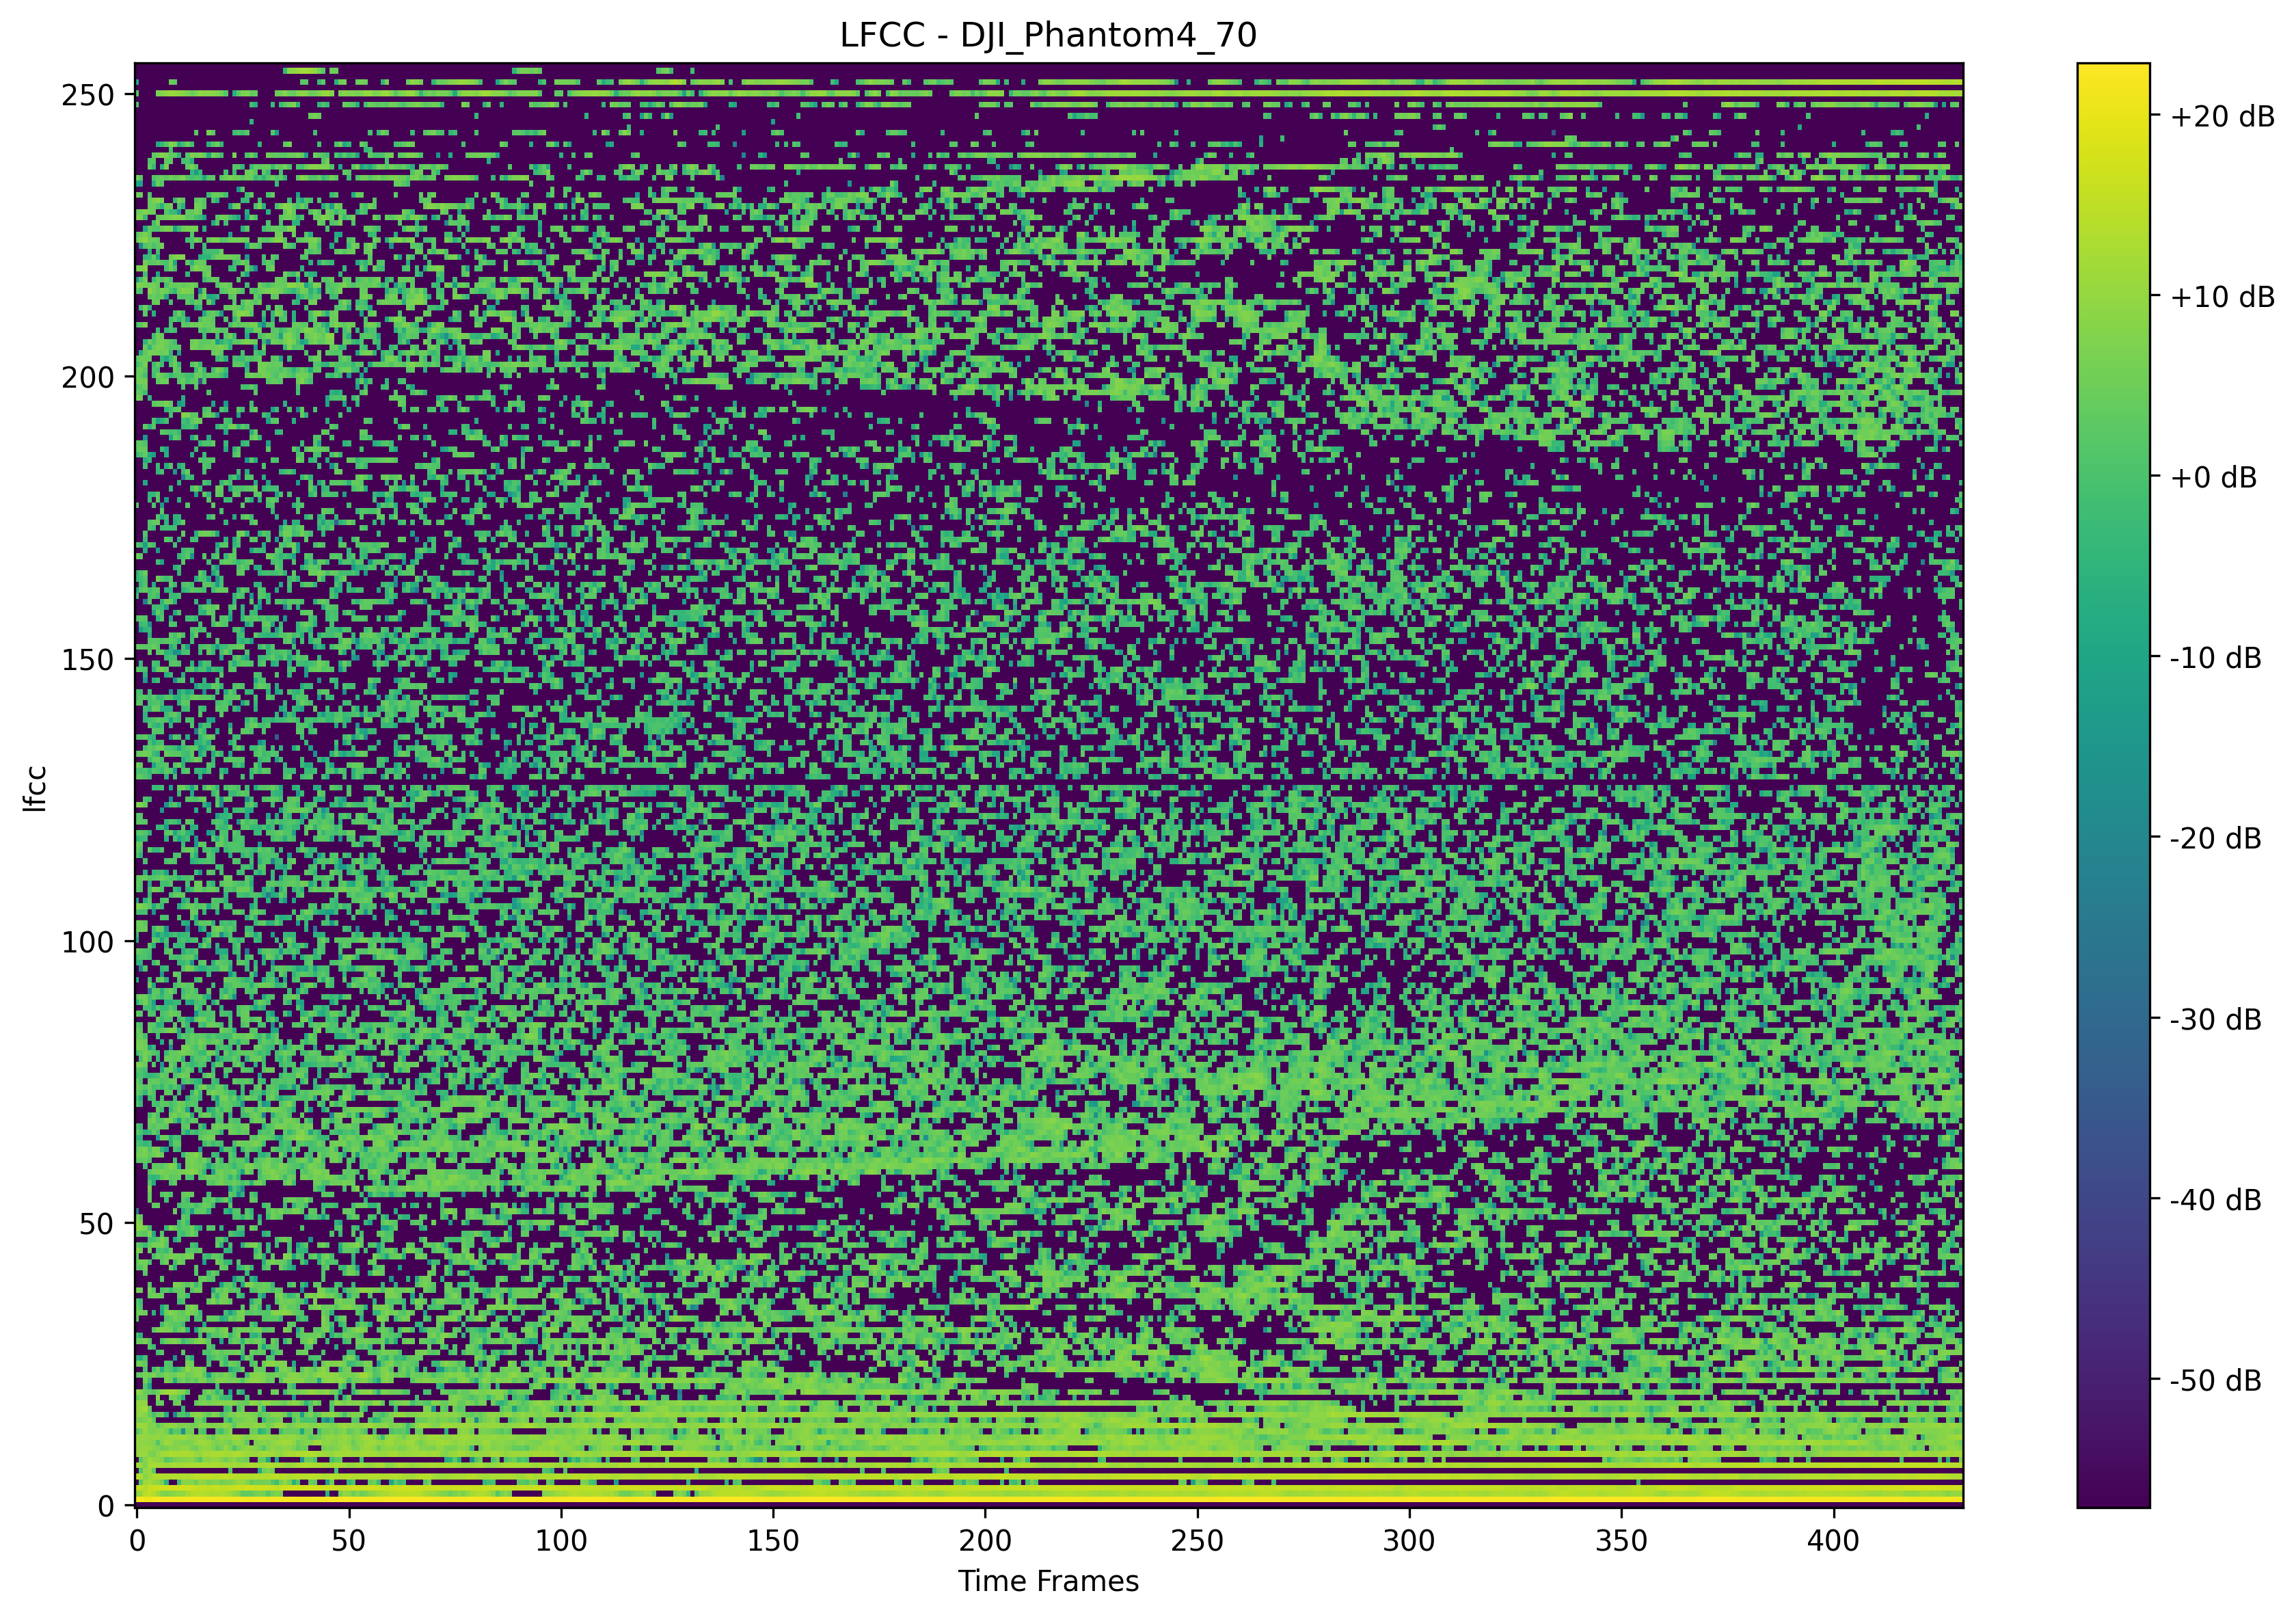 LFCC - DJI_Phantom4_70
250
200
150
100
50
0
lfcc
0 50 100 150 200 250 300 350 400
Time Frames
+20 dB
+10 dB
+0 dB
-10 dB
-20 dB
-30 dB
-40 dB
-50 dB